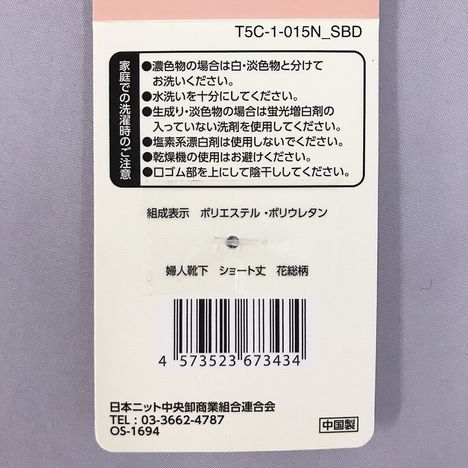 T5C-1-015N_SBD
家庭での洗濯時のご注意
●濃色物の場合は白・淡色物と分けて
お洗いください。
●水洗いを十分にしてください。
●生成り・淡色物の場合は蛍光増白剤の
入っていない洗剤を使用してください。
●塩素系漂白剤は使用しないでください。
●乾燥機の使用はお避けください。
●口ゴム部を上にして陰干ししてください。
組成表示 ポリエステル・ポリウレタン
婦人靴下 ショート丈 花総柄
4 573523 673434
日本ニット中央卸商業組合連合会
TEL : 03-3662-4787
OS-1694
中国製